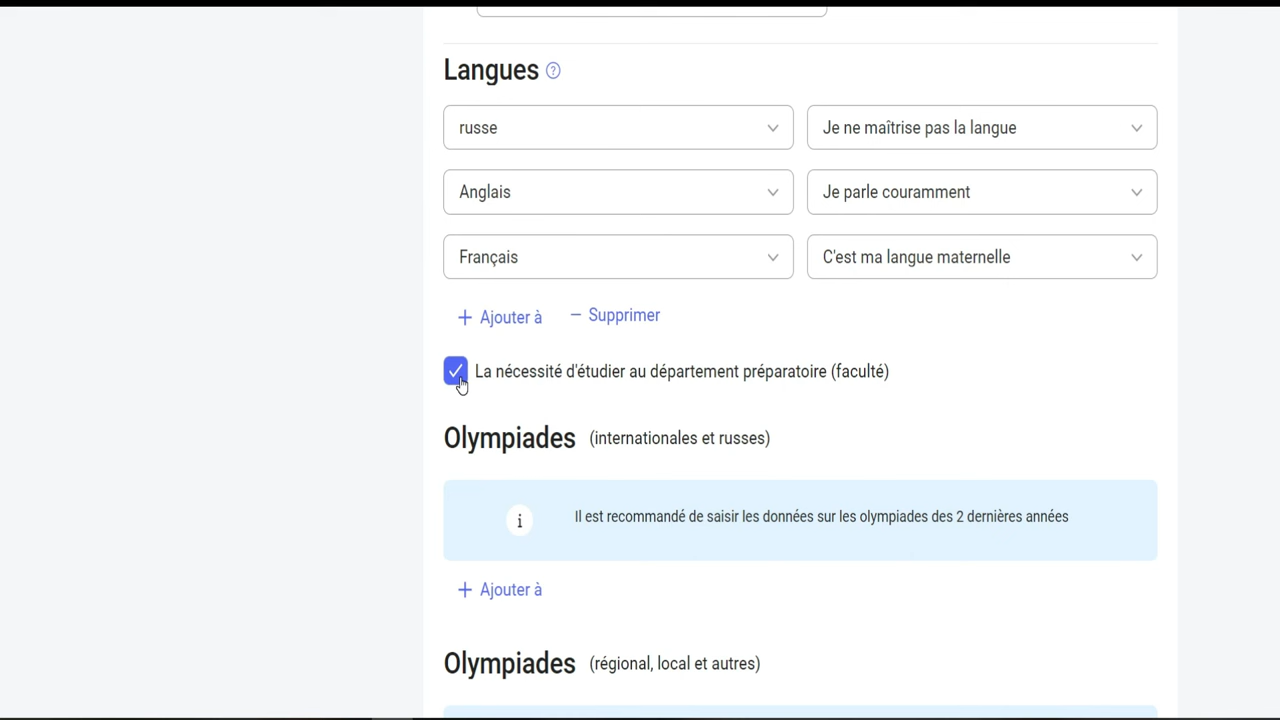 Langues
russe
Je ne maîtrise pas la langue
Anglais
Je parle couramment
Français
C'est ma langue maternelle
+ Ajouter à
− Supprimer
La nécessité d'étudier au département préparatoire (faculté)
Olympiades (internationales et russes)
Il est recommandé de saisir les données sur les olympiades des 2 dernières années
+ Ajouter à
Olympiades (régional, local et autres)